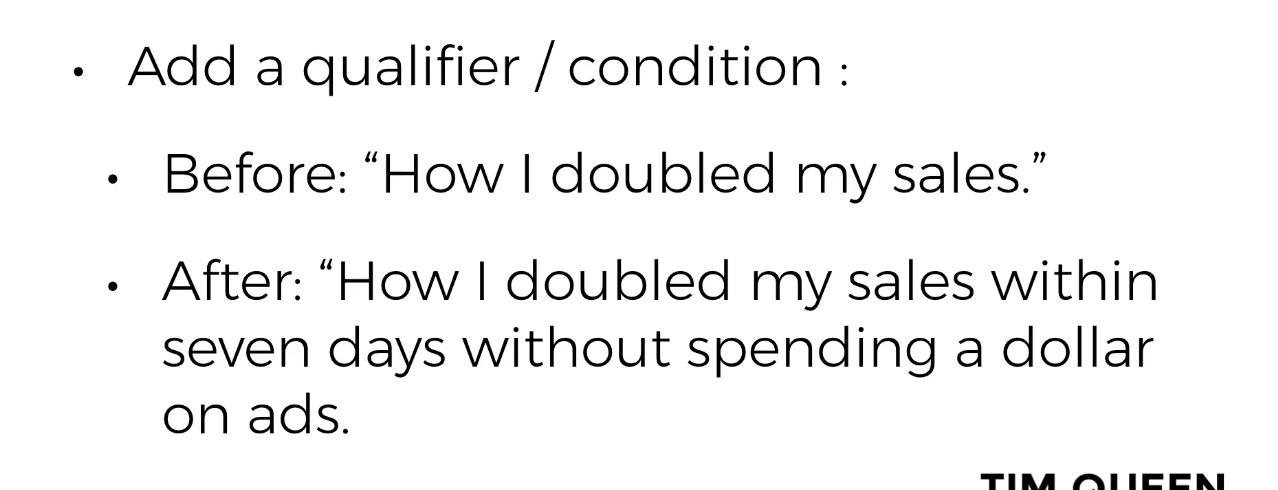 • Add a qualifier / condition :
• Before: “How I doubled my sales.”
• After: “How I doubled my sales within
seven days without spending a dollar
on ads.
TIM QUEEN